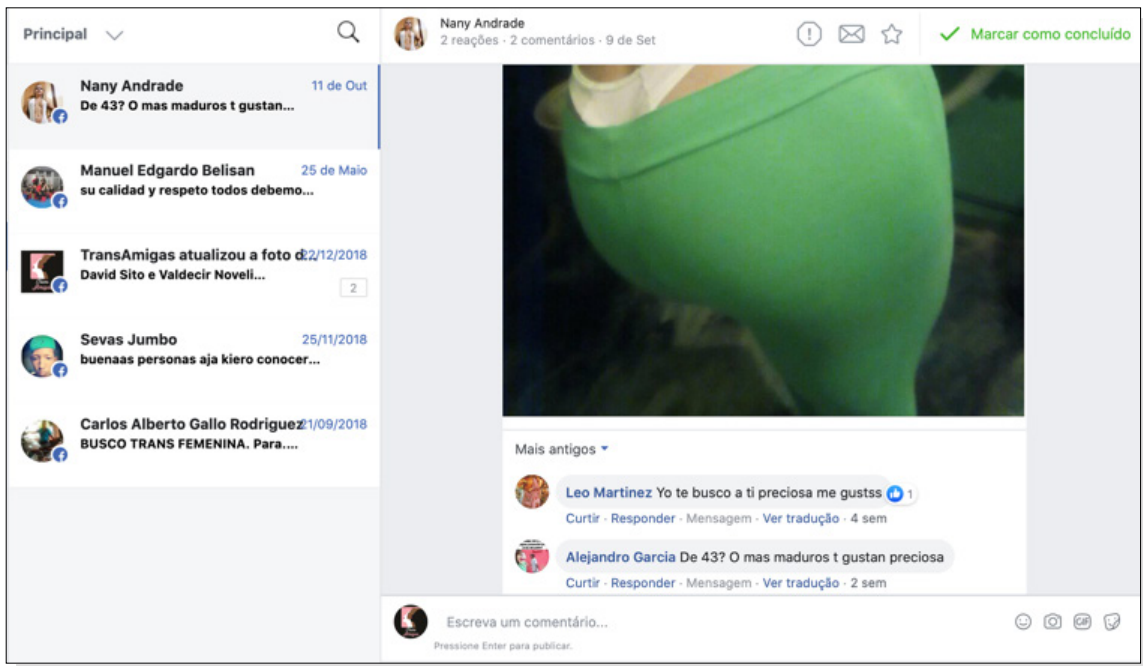 Principal
Nany Andrade
11 de Out
De 43? O mas maduros t gustan...
Manuel Edgardo Belisan
25 de Maio
su calidad y respeto todos debemo...
TransAmigas atualizou a foto d...
22/12/2018
David Sito e Valdecir Noveli...
2
Sevas Jumbo
25/11/2018
buenaas personas aja kiero conocer...
Carlos Alberto Gallo Rodriguez
21/09/2018
BUSCO TRANS FEMENINA. Para....
Nany Andrade
2 reações · 2 comentários · 9 de Set
Marcar como concluído
Mais antigos
Leo Martinez Yo te busco a ti preciosa me gustss 1
Curtir · Responder · Mensagem · Ver tradução · 4 sem
Alejandro Garcia De 43? O mas maduros t gustan preciosa
Curtir · Responder · Mensagem · Ver tradução · 2 sem
Escreva um comentário...
GIF
Pressione Enter para publicar.